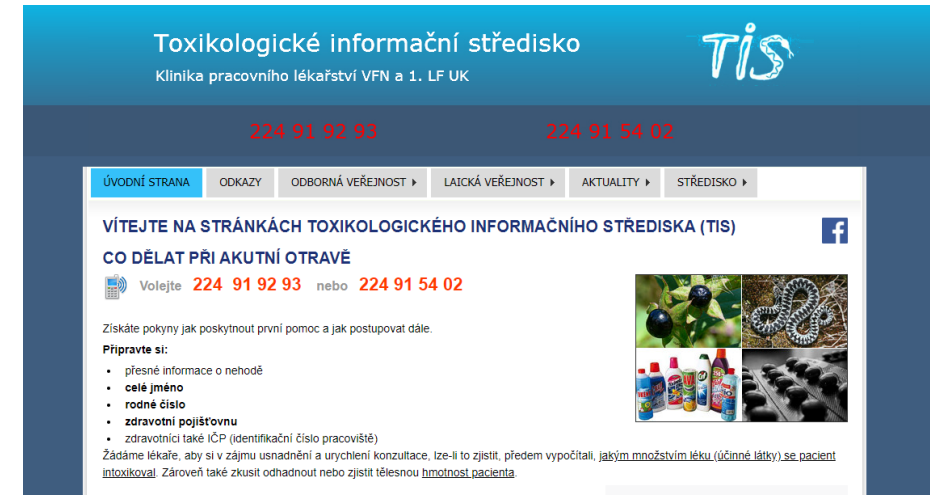 Toxikologické informační středisko
Klinika pracovního lékařství VFN a 1. LF UK
TIS
224 91 92 93 224 91 54 02
ÚVODNÍ STRANA ODKAZY ODBORNÁ VEŘEJNOST LAICKÁ VEŘEJNOST AKTUALITY STŘEDISKO
VÍTEJTE NA STRÁNKÁCH TOXIKOLOGICKÉHO INFORMAČNÍHO STŘEDISKA (TIS)
CO DĚLAT PŘI AKUTNÍ OTRAVĚ
Volejte 224 91 92 93 nebo 224 91 54 02
Získáte pokyny jak poskytnout první pomoc a jak postupovat dále.
Připravte si:
• přesné informace o nehodě
• celé jméno
• rodné číslo
• zdravotní pojišťovnu
• zdravotníci také IČP (identifikační číslo pracoviště)
Žádáme lékaře, aby si v zájmu usnadnění a urychlení konzultace, lze-li to zjistit, předem vypočítali, jakým množstvím léku (účinné látky) se pacient
intoxikoval. Zároveň také zkusit odhadnout nebo zjistit tělesnou hmotnost pacienta.